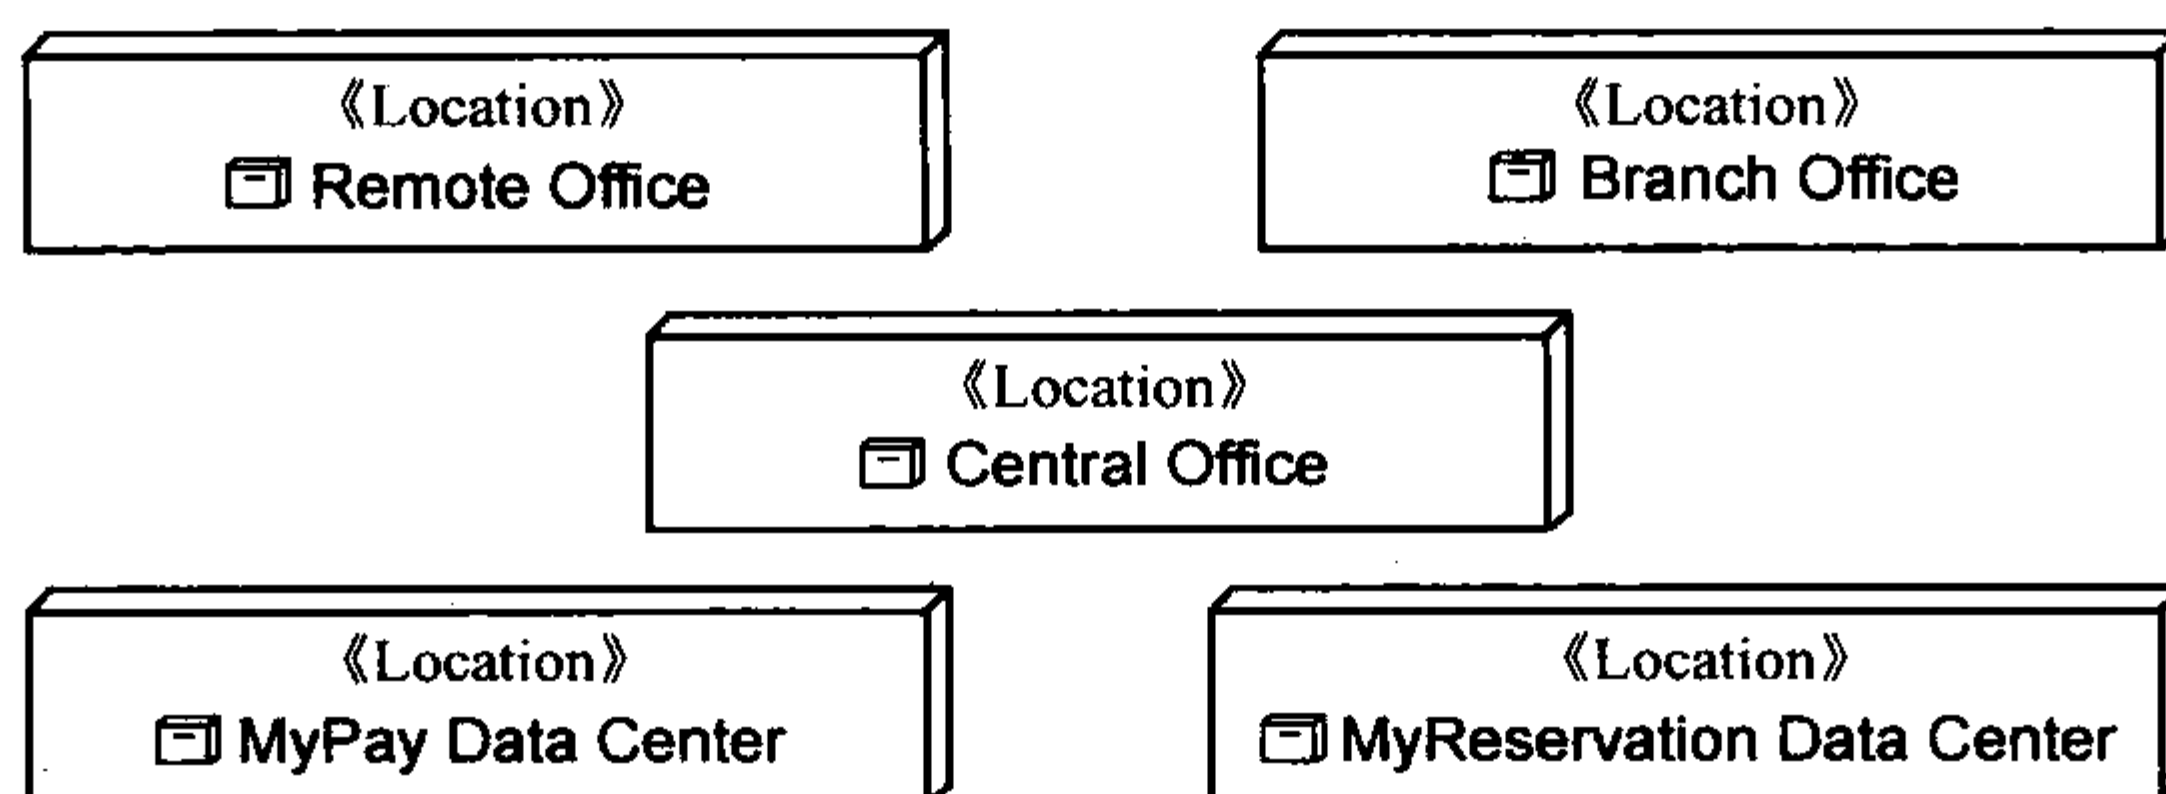 《Location》
Remote Office
《Location》
Branch Office
《Location》
Central Office
《Location》
MyPay Data Center
《Location》
MyReservation Data Center